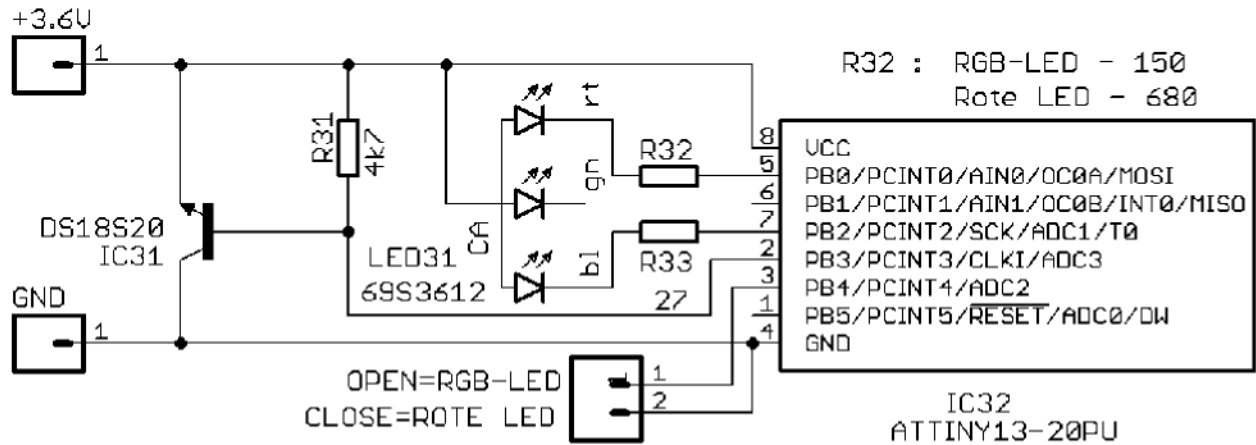 +3.6V
1
R32 : RGB-LED - 150
Rote LED - 680
R31
4k7
rt
gn
bl
CA
R32
R33
27
DS18S20
IC31
LED31
69S3612
GND
1
8 VCC
5 PB0/PCINT0/AIN0/OC0A/MOSI
6 PB1/PCINT1/AIN1/OC0B/INT0/MISO
7 PB2/PCINT2/SCK/ADC1/T0
2 PB3/PCINT3/CLKI/ADC3
3 PB4/PCINT4/ADC2
1 PB5/PCINT5/RESET/ADC0/DW
4 GND
OPEN=RGB-LED
CLOSE=ROTE LED
1
2
IC32
ATTINY13-20PU